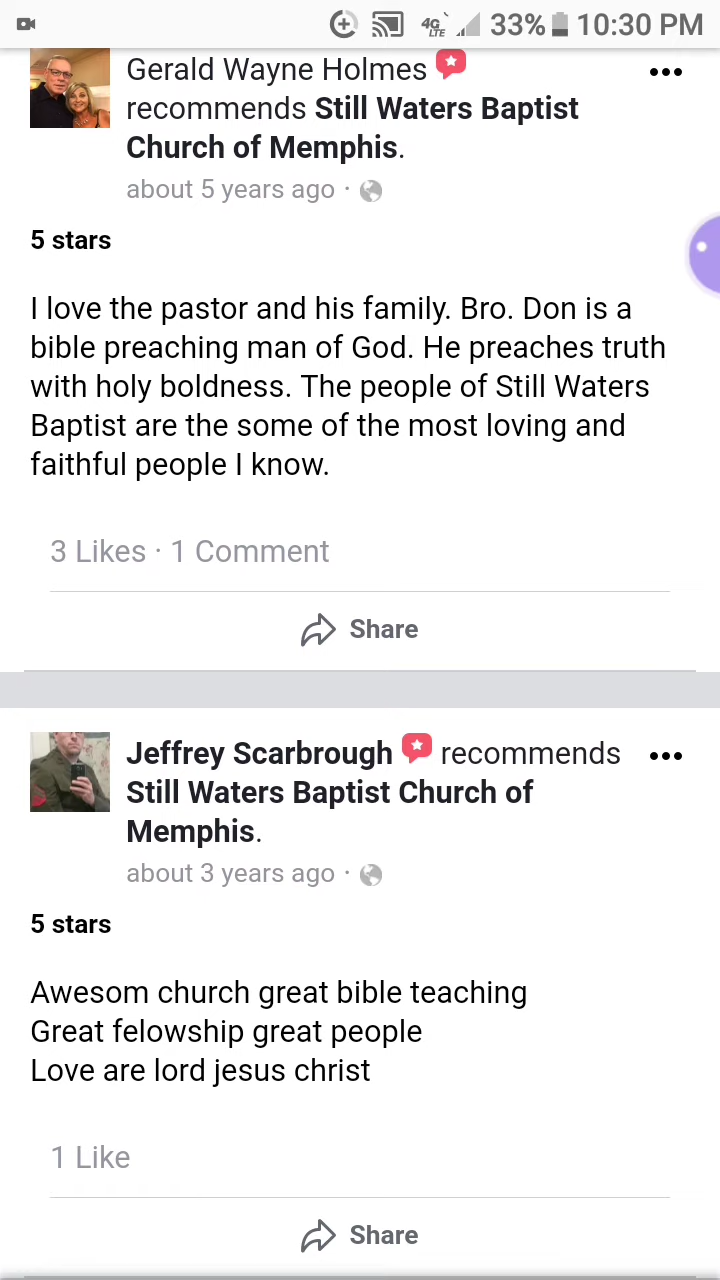 4G LTE 33% 10:30 PM
Gerald Wayne Holmes
recommends Still Waters Baptist
Church of Memphis.
about 5 years ago ·
5 stars
I love the pastor and his family. Bro. Don is a
bible preaching man of God. He preaches truth
with holy boldness. The people of Still Waters
Baptist are the some of the most loving and
faithful people I know.
3 Likes · 1 Comment
Share
Jeffrey Scarbrough recommends
Still Waters Baptist Church of
Memphis.
about 3 years ago ·
5 stars
Awesom church great bible teaching
Great felowship great people
Love are lord jesus christ
1 Like
Share